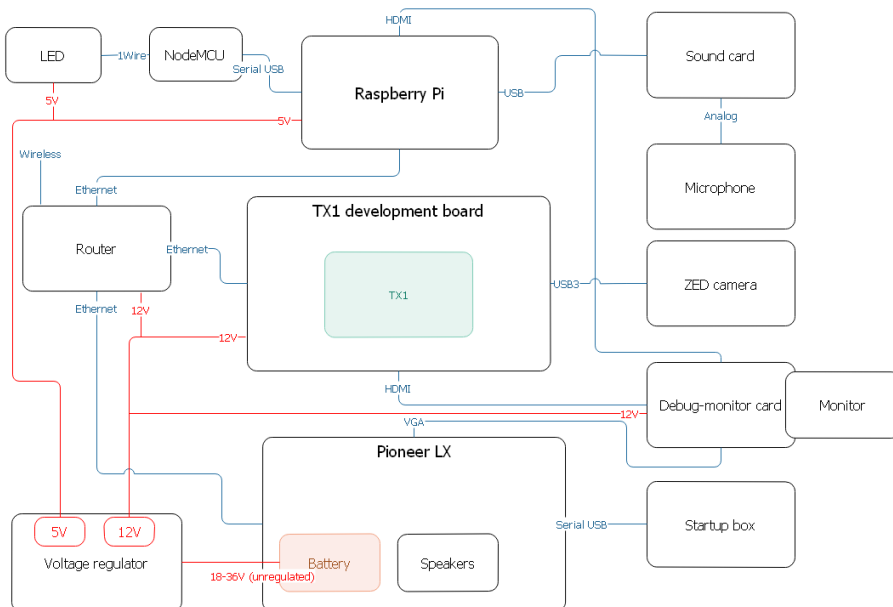 HDMI
LED
1Wire
NodeMCU
Serial USB
Raspberry Pi
USB
Sound card
5V
5V
Analog
Wireless
Ethernet
Microphone
TX1 development board
Router
Ethernet
TX1
USB3
ZED camera
Ethernet
12V
12V
HDMI
Debug-monitor card
Monitor
12V
VGA
Pioneer LX
5V
12V
Serial USB
Startup box
Voltage regulator
Battery
Speakers
18-36V (unregulated)